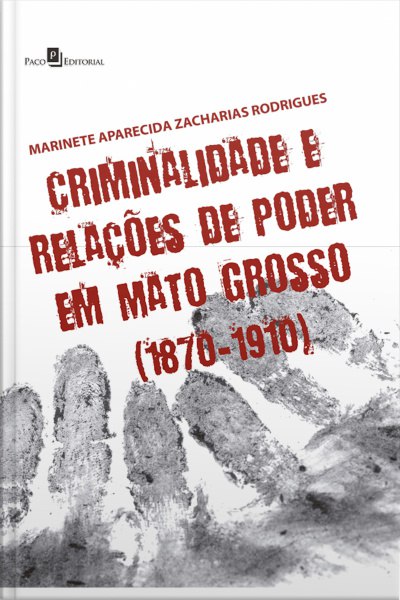 PACO EDITORIAL
MARINETE APARECIDA ZACHARIAS RODRIGUES
CRIMINALIDADE E
RELAÇÕES DE PODER
EM MATO GROSSO
(1870-1910)